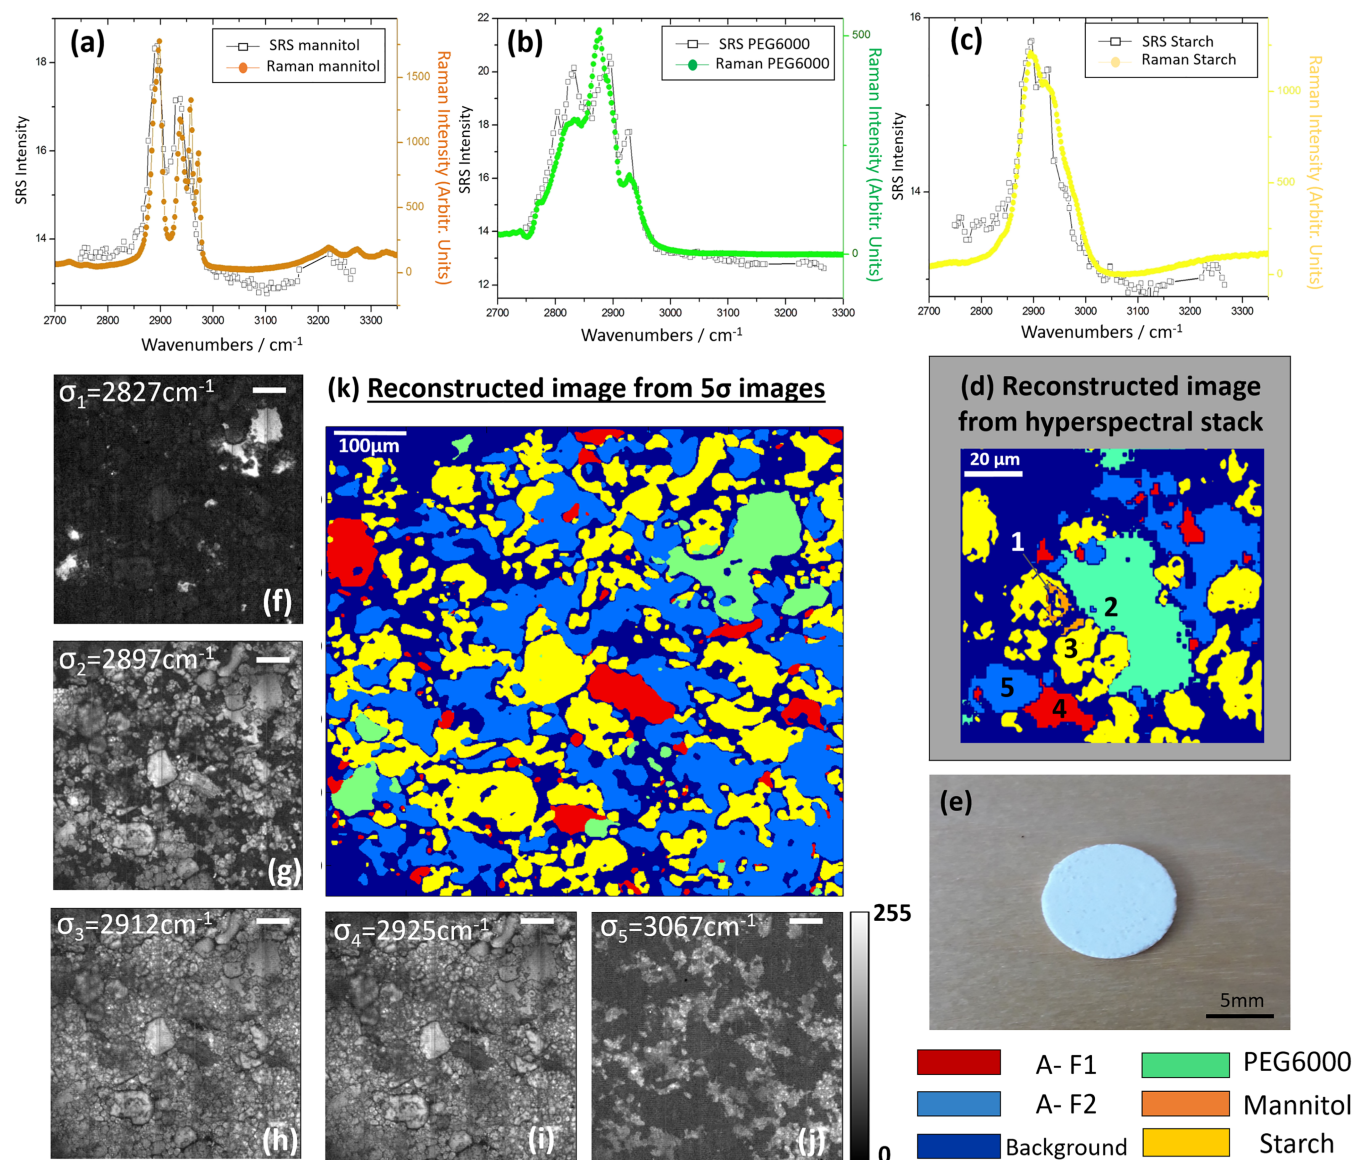 (a)
SRS mannitol
Raman mannitol
18
16
14
SRS Intensity
1500
1000
500
0
Raman Intensity (Arbitr. Units)
2700 2800 2900 3000 3100 3200 3300
Wavenumbers / cm⁻¹
(b)
SRS PEG6000
Raman PEG6000
22
20
18
16
14
12
SRS Intensity
500
0
Raman Intensity (Arbitr. Units)
2700 2800 2900 3000 3100 3200 3300
Wavenumbers / cm⁻¹
(c)
SRS Starch
Raman Starch
16
14
SRS Intensity
1000
500
0
Raman Intensity (Arbitr. Units)
2700 2800 2900 3000 3100 3200 3300
Wavenumbers / cm⁻¹
σ₁=2827cm⁻¹
(f)
σ₂=2897cm⁻¹
(g)
σ₃=2912cm⁻¹
(h)
σ₄=2925cm⁻¹
(i)
σ₅=3067cm⁻¹
(j)
255
0
(k) Reconstructed image from 5σ images
100μm
(d) Reconstructed image
from hyperspectral stack
20 μm
1
2
3
5
4
(e)
5mm
A- F1
PEG6000
A- F2
Mannitol
Background
Starch